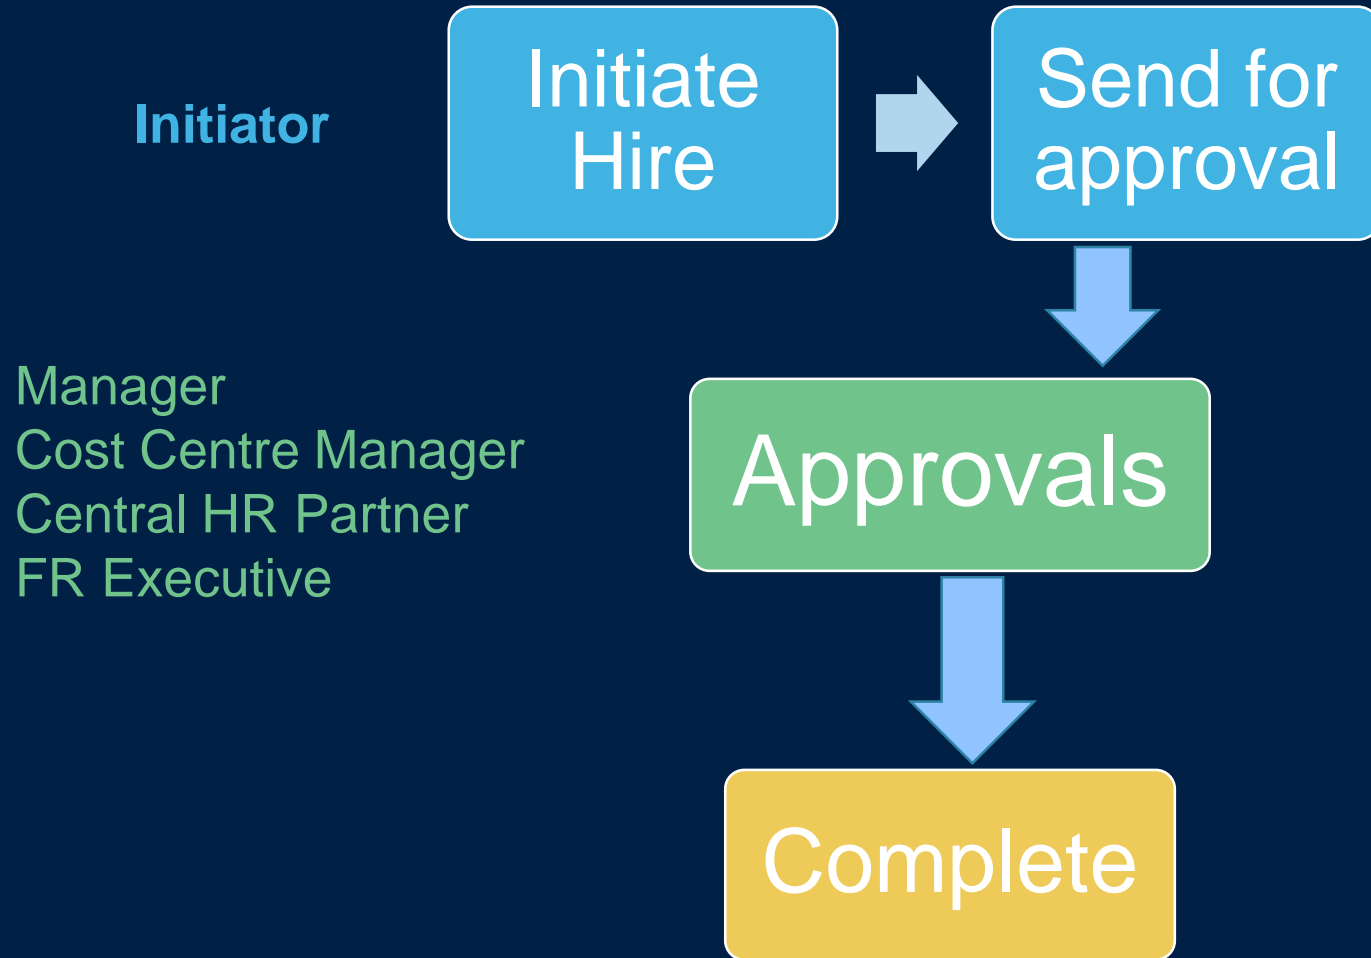 Initiator
Initiate
Hire
Send for
approval
Manager
Cost Centre Manager
Central HR Partner
FR Executive
Approvals
Complete